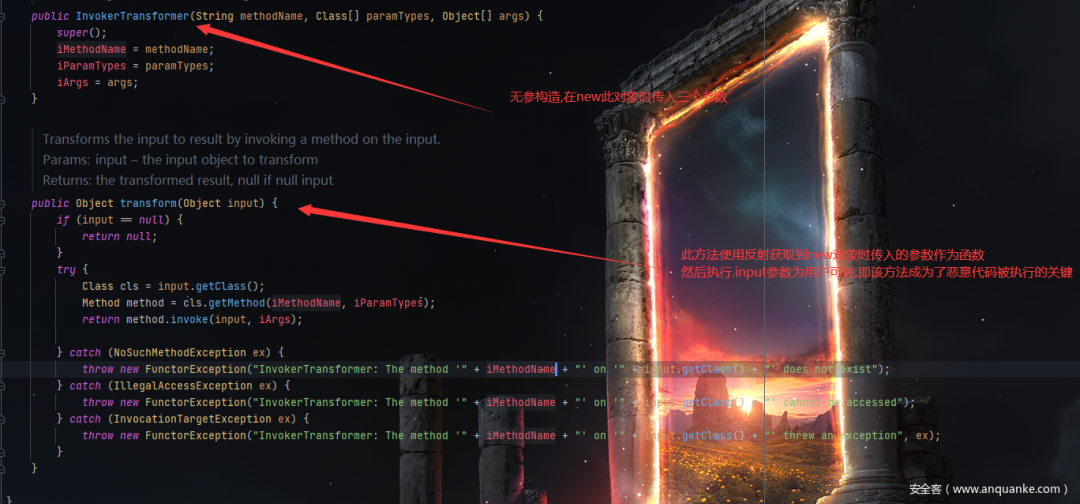 public InvokerTransformer(String methodName, Class[] paramTypes, Object[] args) {
super();
iMethodName = methodName;
iParamTypes = paramTypes;
iArgs = args;
}
无参构造,在new此对象时传入三个参数
Transforms the input to result by invoking a method on the input.
Params: input – the input object to transform
Returns: the transformed result, null if null input
public Object transform(Object input) {
if (input == null) {
return null;
}
此方法使用反射获取到new对象时传入的参数作为函数
然后执行.input参数为用户可控,即该方法成为了恶意代码被执行的关键
try {
Class cls = input.getClass();
Method method = cls.getMethod(iMethodName, iParamTypes);
return method.invoke(input, iArgs);
} catch (NoSuchMethodException ex) {
throw new FunctorException("InvokerTransformer: The method '" + iMethodName + "' on '" + input.getClass() + "' does not exist");
} catch (IllegalAccessException ex) {
throw new FunctorException("InvokerTransformer: The method '" + iMethodName + "' on '" + input.getClass() + "' cannot be accessed");
} catch (InvocationTargetException ex) {
throw new FunctorException("InvokerTransformer: The method '" + iMethodName + "' on '" + input.getClass() + "' threw an exception", ex);
}
}
}
安全客（www.anquanke.com）